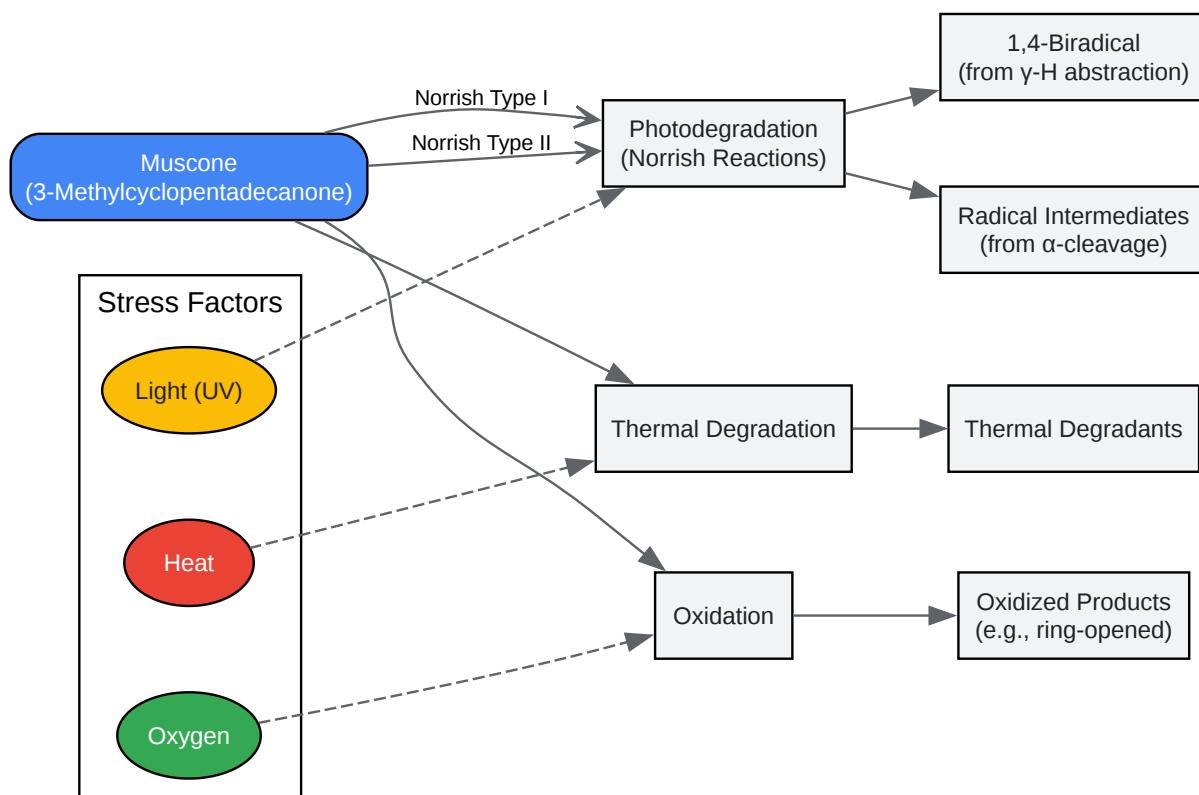 1,4-Biradical
(from γ-H abstraction)
Norrish Type I
Photodegradation
(Norrish Reactions)
Norrish Type II
Muscone
(3-Methylcyclopentadecanone)
Radical Intermediates
(from α-cleavage)
Stress Factors
Light (UV)
Thermal Degradation
Thermal Degradants
Heat
Oxidation
Oxidized Products
(e.g., ring-opened)
Oxygen